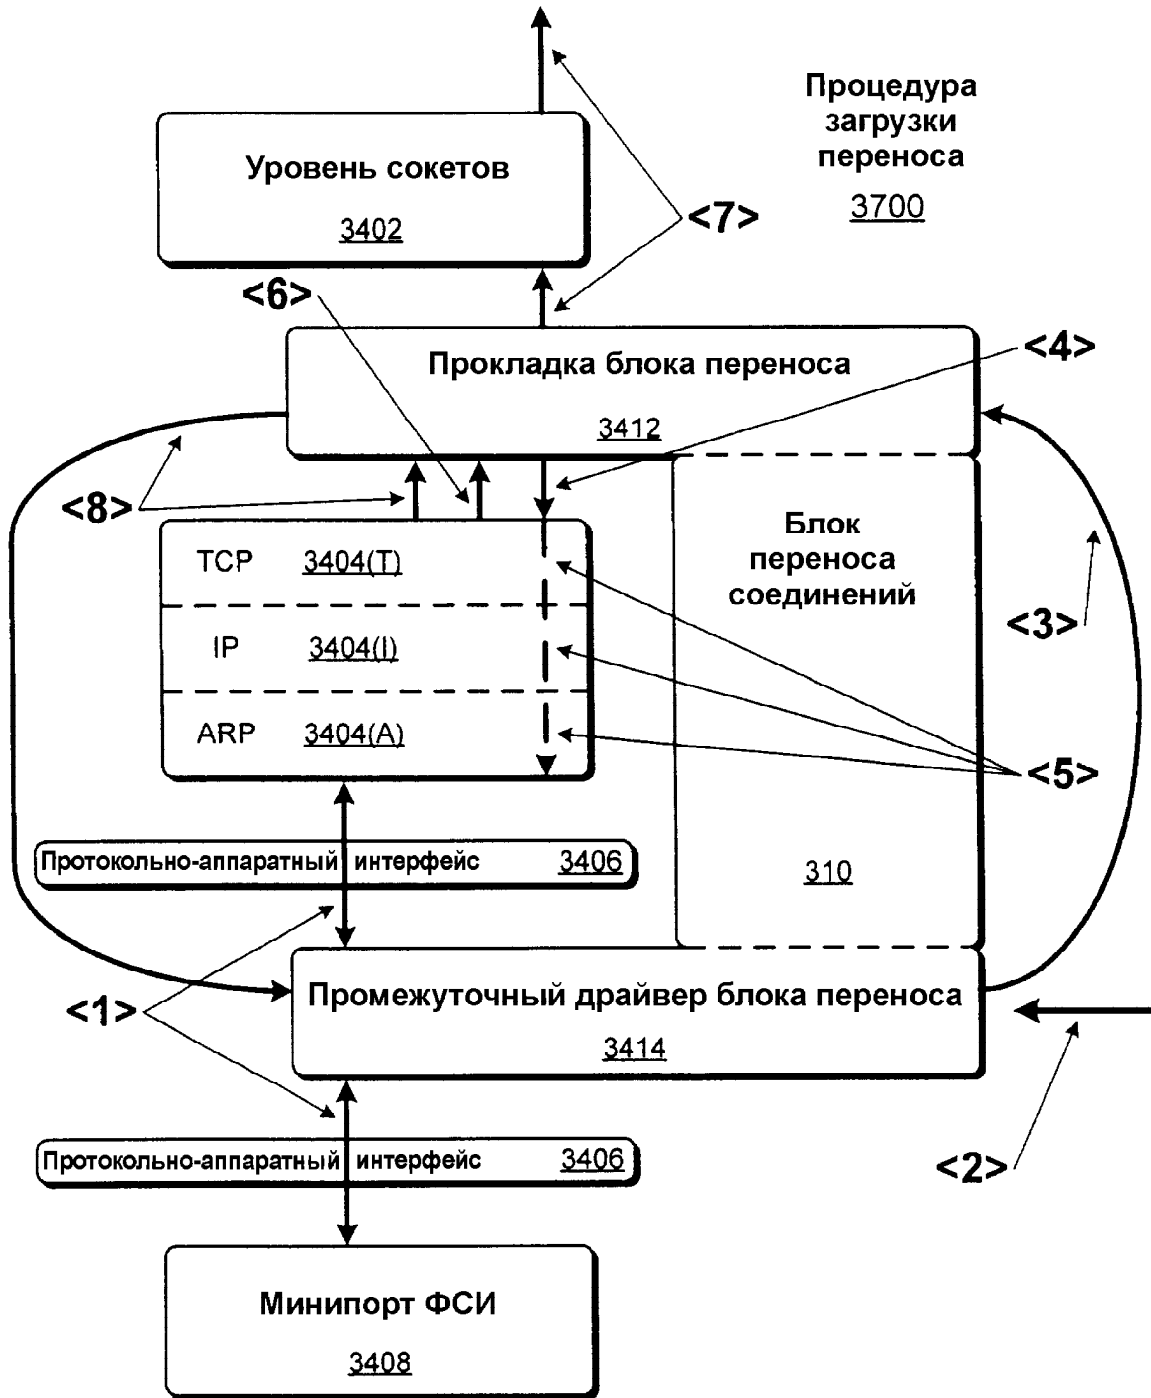 Процедура
загрузки
переноса
3700
Уровень сокетов
3402
<7>
<6>
Прокладка блока переноса
3412
<4>
<8>
Блок
переноса
соединений
310
TCP 3404(T)
IP 3404(I)
ARP 3404(A)
<3>
<5>
Протокольно-аппаратный интерфейс 3406
<1>
Промежуточный драйвер блока переноса
3414
<2>
Протокольно-аппаратный интерфейс 3406
Минипорт ФСИ
3408